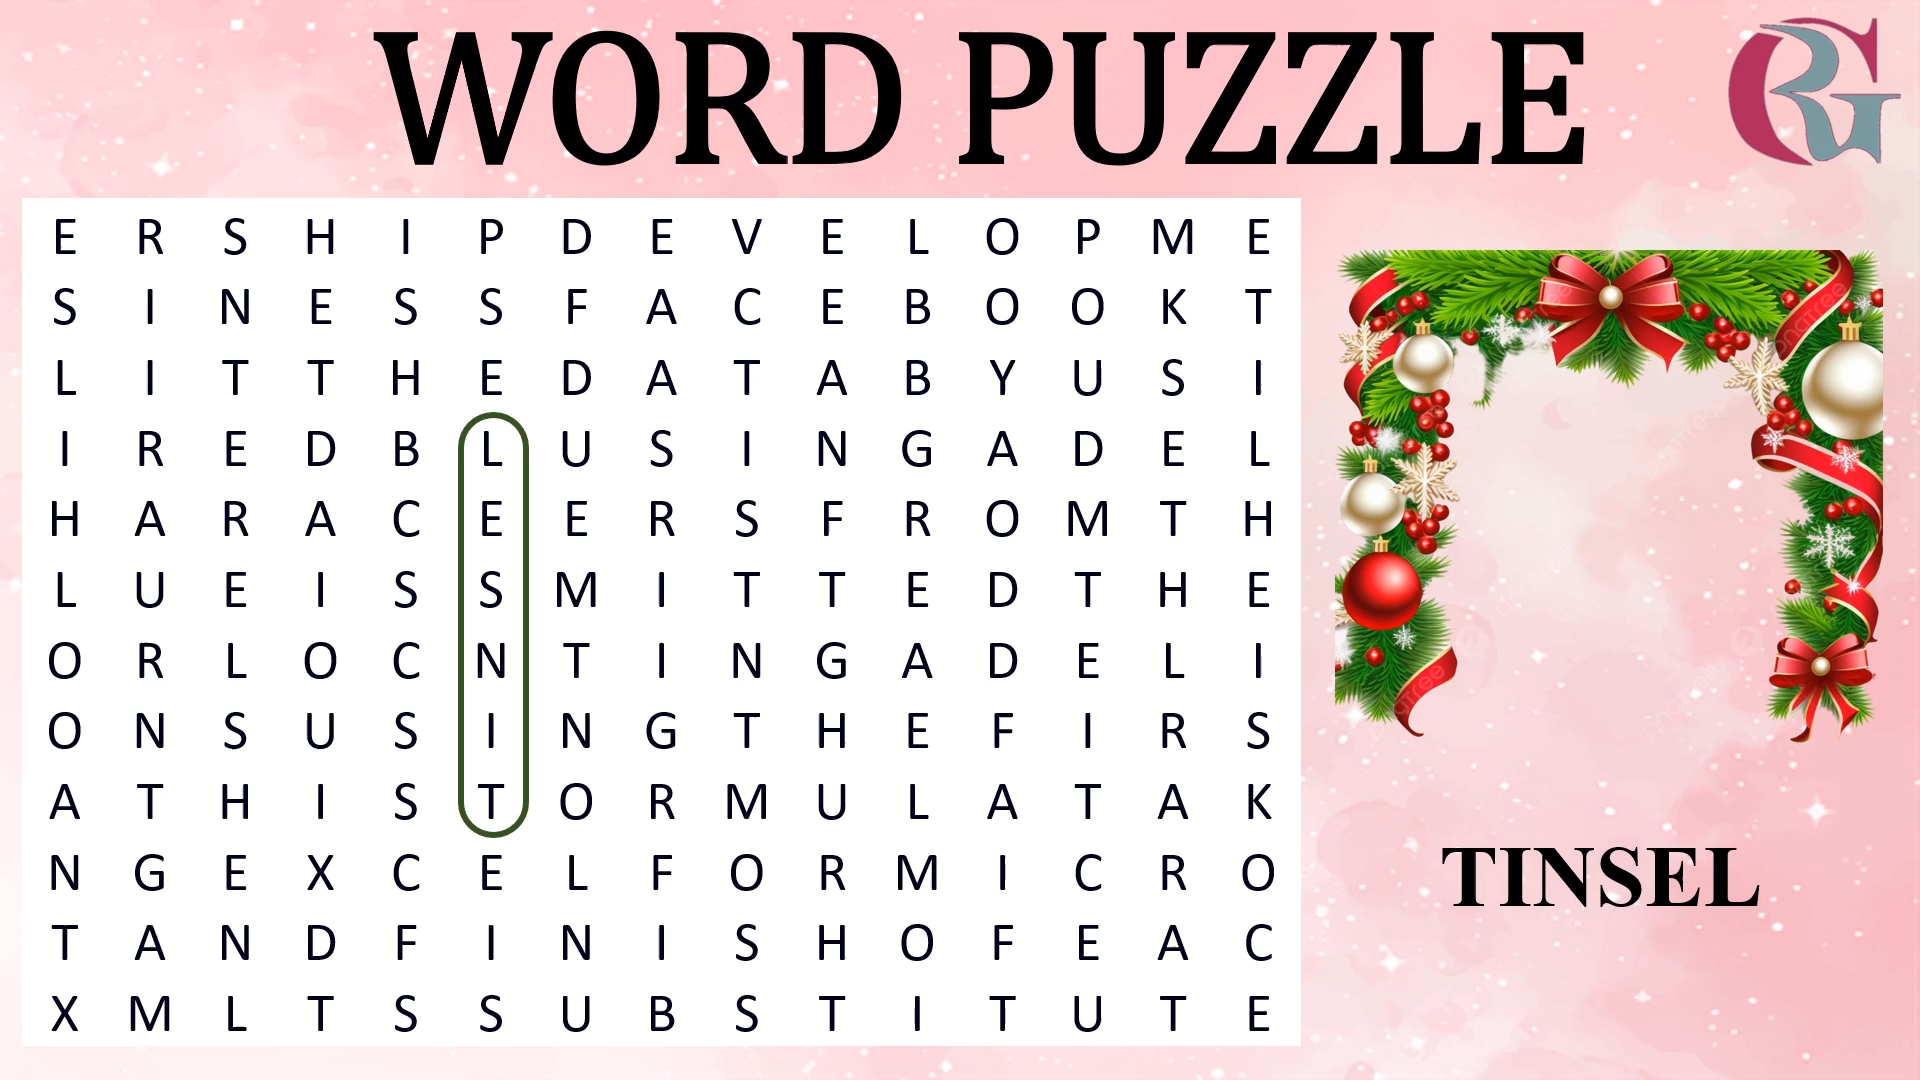 WORD PUZZLE
E R S H I P D E V E L O P M E
S I N E S S F A C E B O O K T
L I T T H E D A T A B Y U S I
I R E D B L U S I N G A D E L
H A R A C E E R S F R O M T H
L U E I S S M I T T E D T H E
O R L O C N T I N G A D E L I
O N S U S I N G T H E F I R S
A T H I S T O R M U L A T A K
N G E X C E L F O R M I C R O
T A N D F I N I S H O F E A C
X M L T S S U B S T I T U T E
TINSEL